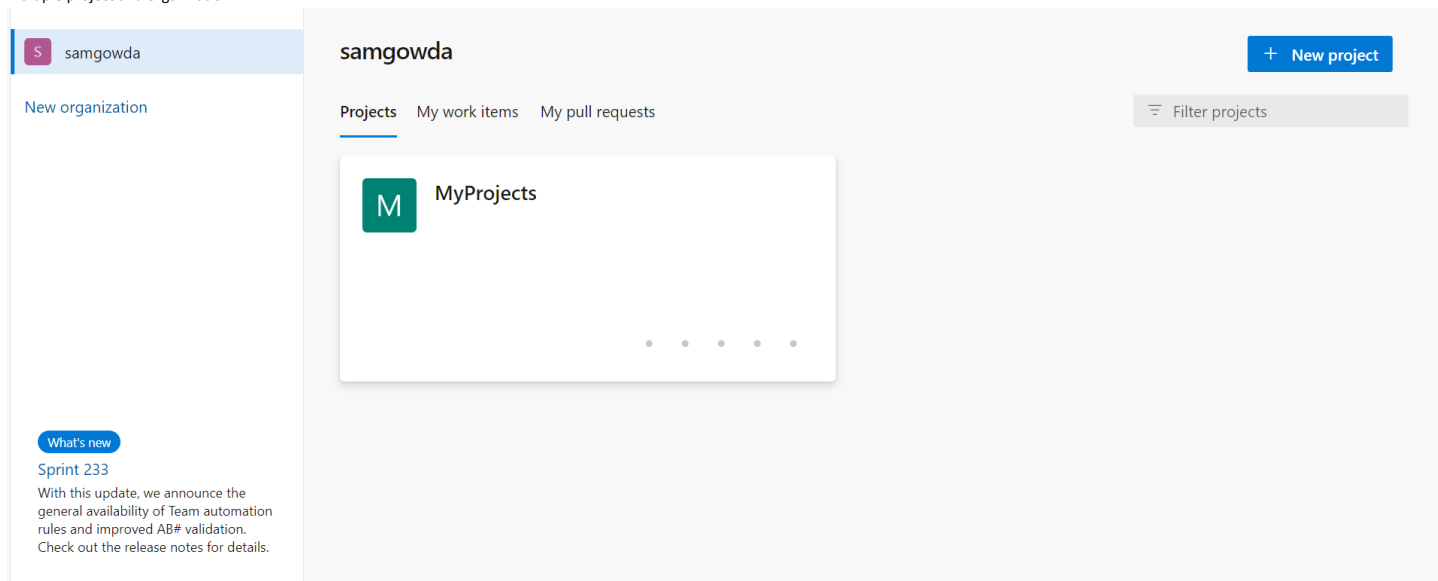 S samgowda
New organization
What's new
Sprint 233
With this update, we announce the
general availability of Team automation
rules and improved AB# validation.
Check out the release notes for details.
samgowda
+ New project
Projects My work items My pull requests
Filter projects
M MyProjects